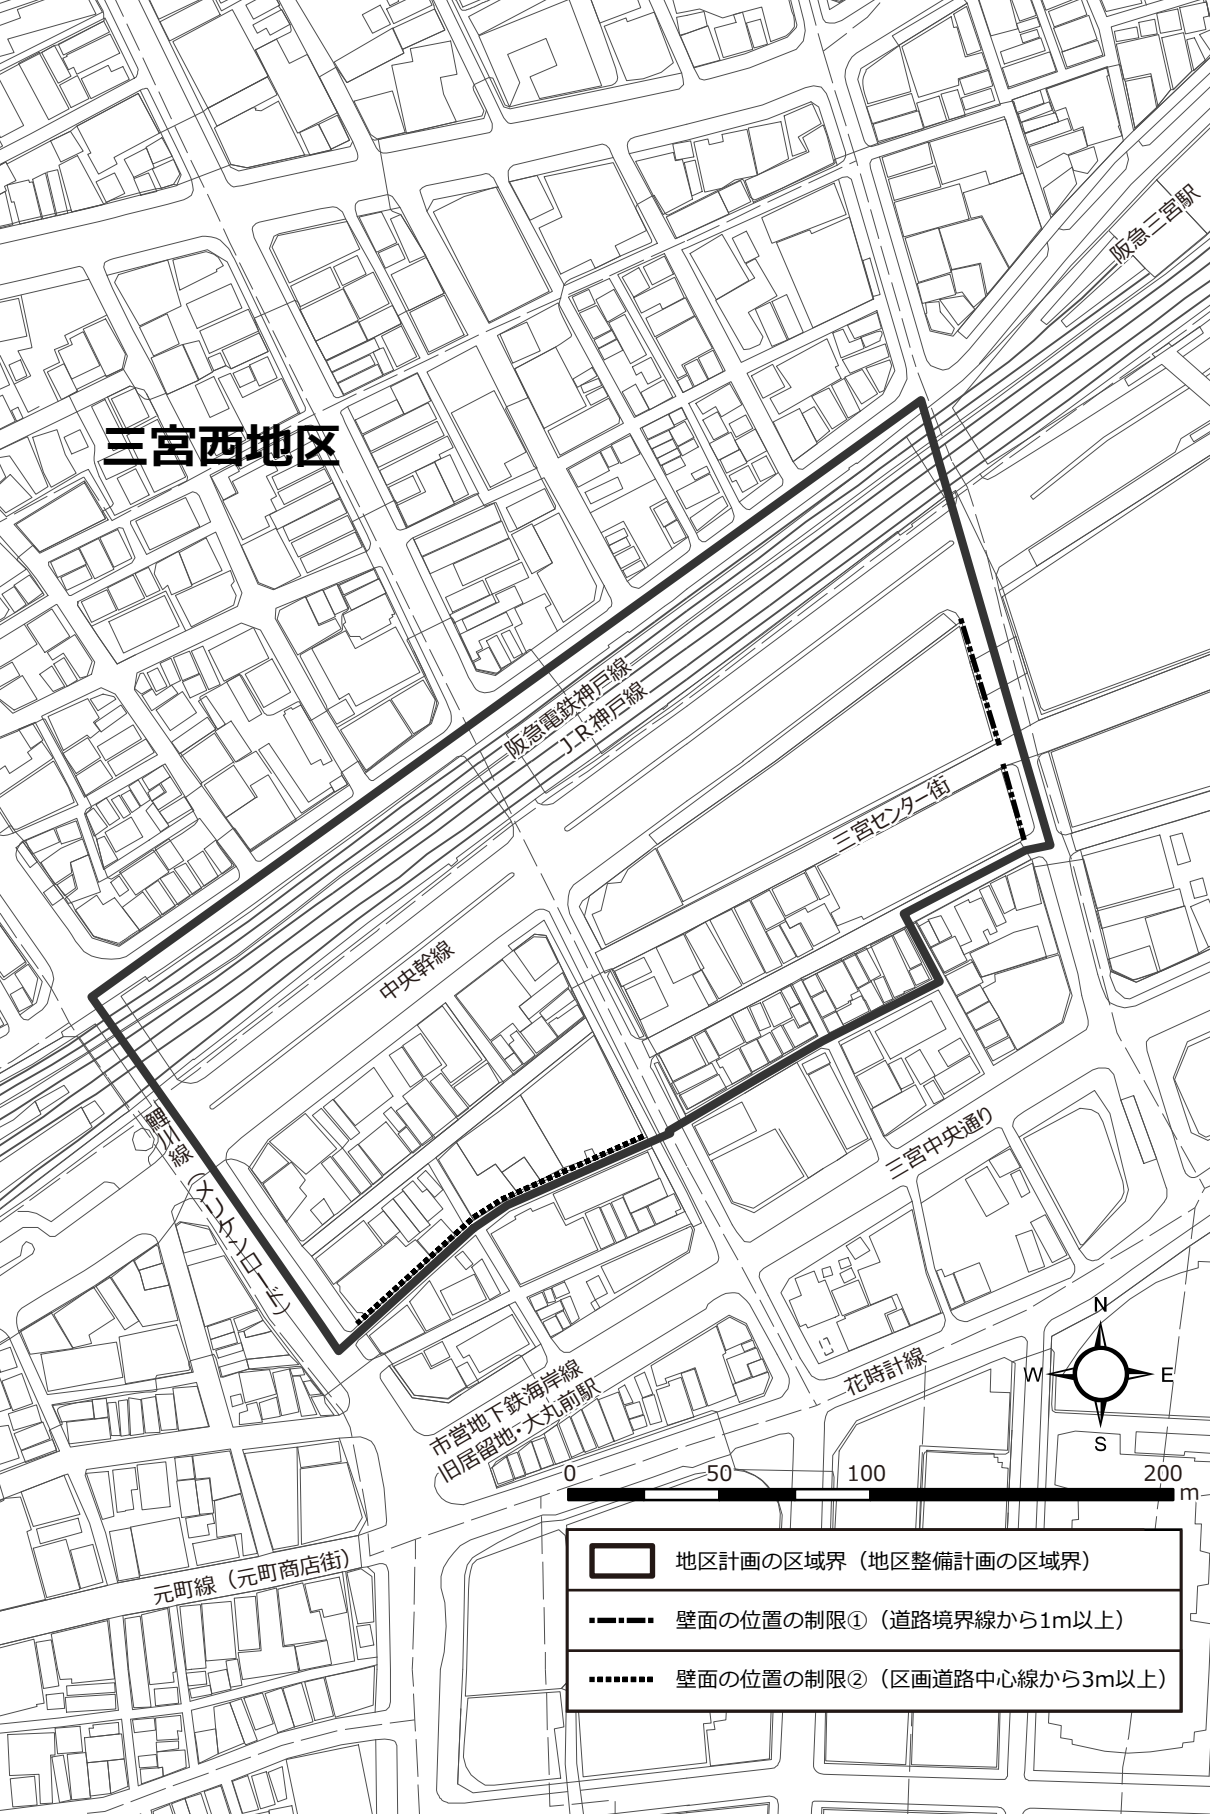 阪急三宮駅
三宮西地区
阪急電鉄神戸線
J.R.神戸線
三宮センター街
中央幹線
鯉川線（メリケンロード）
三宮中央通り
花時計線
市営地下鉄海岸線
旧居留地・大丸前駅
元町線（元町商店街）
N
W
E
S
0 50 100 200
m
地区計画の区域界（地区整備計画の区域界）
壁面の位置の制限①（道路境界線から1m以上）
壁面の位置の制限②（区画道路中心線から3m以上）